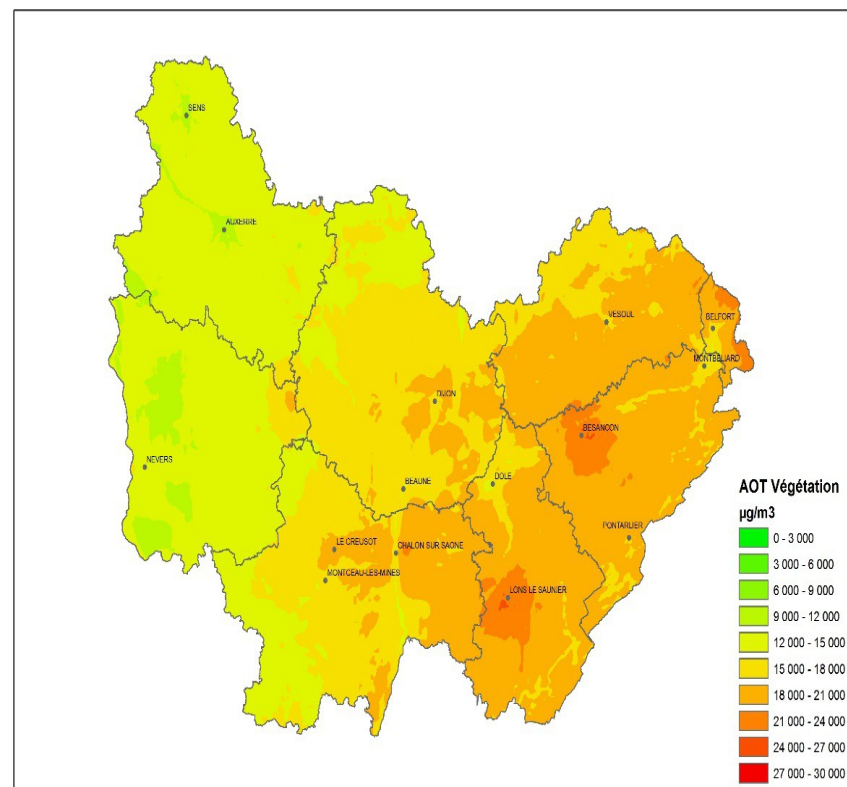 SENS
AUXERRE
VESOUL
BELFORT
MONTBELIARD
DIJON
BESANCON
NEVERS
BEAUNE
DOLE
PONTARLIER
LE CREUSOT
CHALON SUR SAONE
MONTCEAU-LES-MINES
LONS LE SAUNIER
AOT Végétation
µg/m3
0 - 3 000
3 000 - 6 000
6 000 - 9 000
9 000 - 12 000
12 000 - 15 000
15 000 - 18 000
18 000 - 21 000
21 000 - 24 000
24 000 - 27 000
27 000 - 30 000